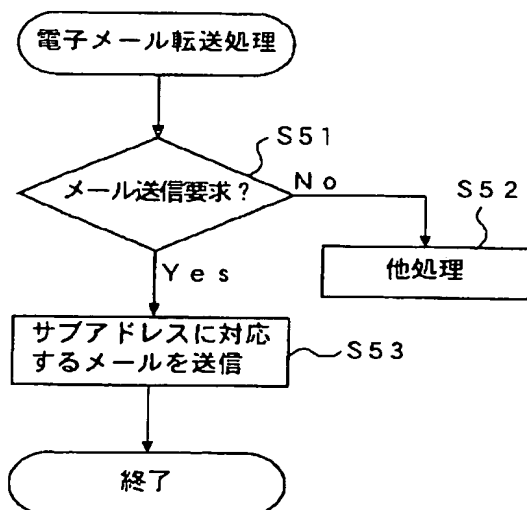 電子メール転送処理
S51
メール送信要求?
No
S52
他処理
Yes
サブアドレスに対応
するメールを送信
S53
終了